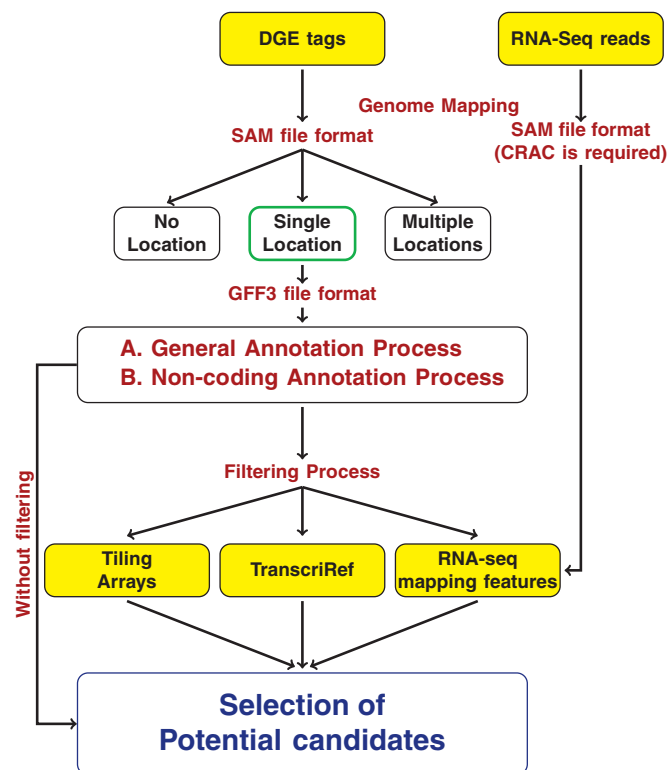 DGE tags
RNA-Seq reads
Genome Mapping
SAM file format
SAM file format
(CRAC is required)
No
Location
Single
Location
Multiple
Locations
GFF3 file format
A. General Annotation Process
B. Non-coding Annotation Process
Without filtering
Filtering Process
Tiling
Arrays
TranscriRef
RNA-seq
mapping features
Selection of
Potential candidates